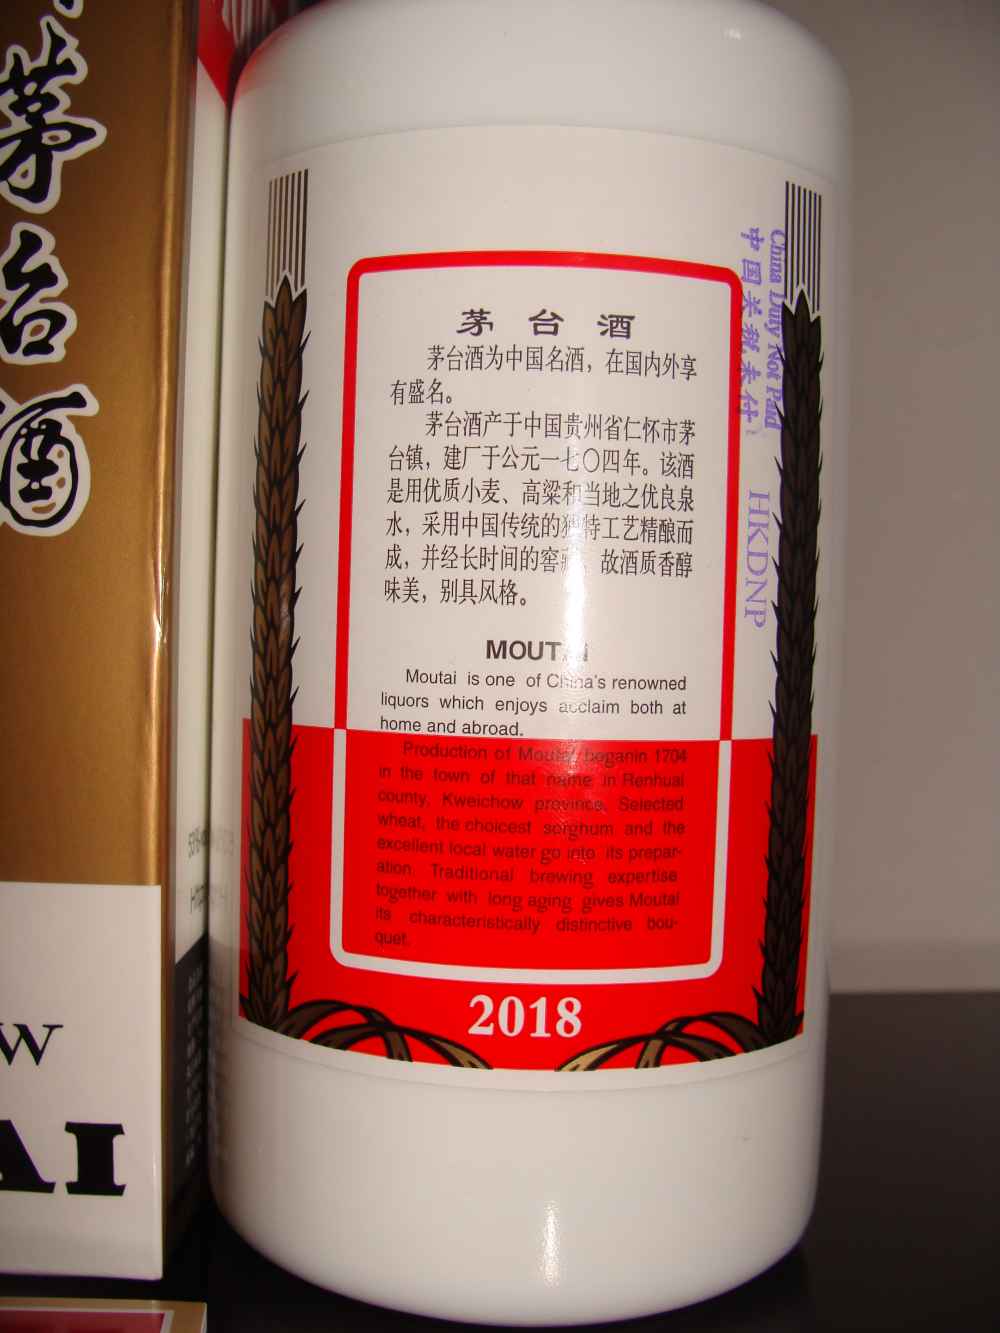 茅台酒
W
AI
茅台酒
茅台酒为中国名酒，在国内外享
有盛名。
茅台酒产于中国贵州省仁怀市茅
台镇，建厂于公元一七〇四年。该酒
是用优质小麦、高粱和当地之优良泉
水，采用中国传统的独特工艺精酿而
成，并经长时间的窖藏，故酒质香醇
味美，别具风格。
MOUTAI
Moutai is one of China's renowned
liquors which enjoys acclaim both at
home and abroad.
Production of Moutai boganin 1704
in the town of that name in Renhuai
county, Kweichow province. Selected
wheat, the choicest sorghum and the
excellent local water go into its prepar-
ation. Traditional brewing expertise
together with long aging gives Moutai
its characteristically distinctive bou-
quet.
2018
China Duty Not Paid
中国关税未付
HKDNP